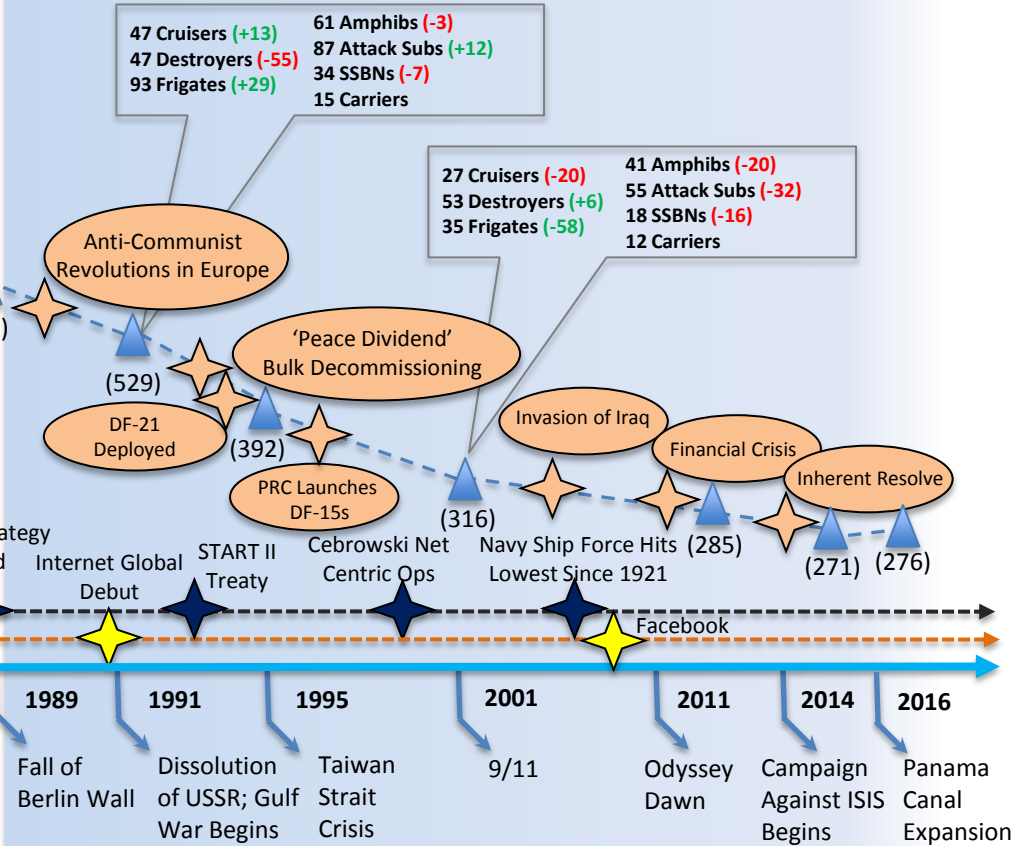 47 Cruisers (+13)
47 Destroyers (-55)
93 Frigates (+29)
61 Amphibs (-3)
87 Attack Subs (+12)
34 SSBNs (-7)
15 Carriers
27 Cruisers (-20)
53 Destroyers (+6)
35 Frigates (-58)
41 Amphibs (-20)
55 Attack Subs (-32)
18 SSBNs (-16)
12 Carriers
Anti-Communist
Revolutions in Europe
)
(529)
‘Peace Dividend’
Bulk Decommissioning
DF-21
Deployed
(392)
PRC Launches
DF-15s
(316)
Invasion of Iraq
Financial Crisis
(285)
Inherent Resolve
(271)
(276)
ategy
d
Internet Global
Debut
START II
Treaty
Cebrowski Net
Centric Ops
Navy Ship Force Hits
Lowest Since 1921
Facebook
1989
1991
1995
2001
2011
2014
2016
Fall of
Berlin Wall
Dissolution
of USSR; Gulf
War Begins
Taiwan
Strait
Crisis
9/11
Odyssey
Dawn
Campaign
Against ISIS
Begins
Panama
Canal
Expansion